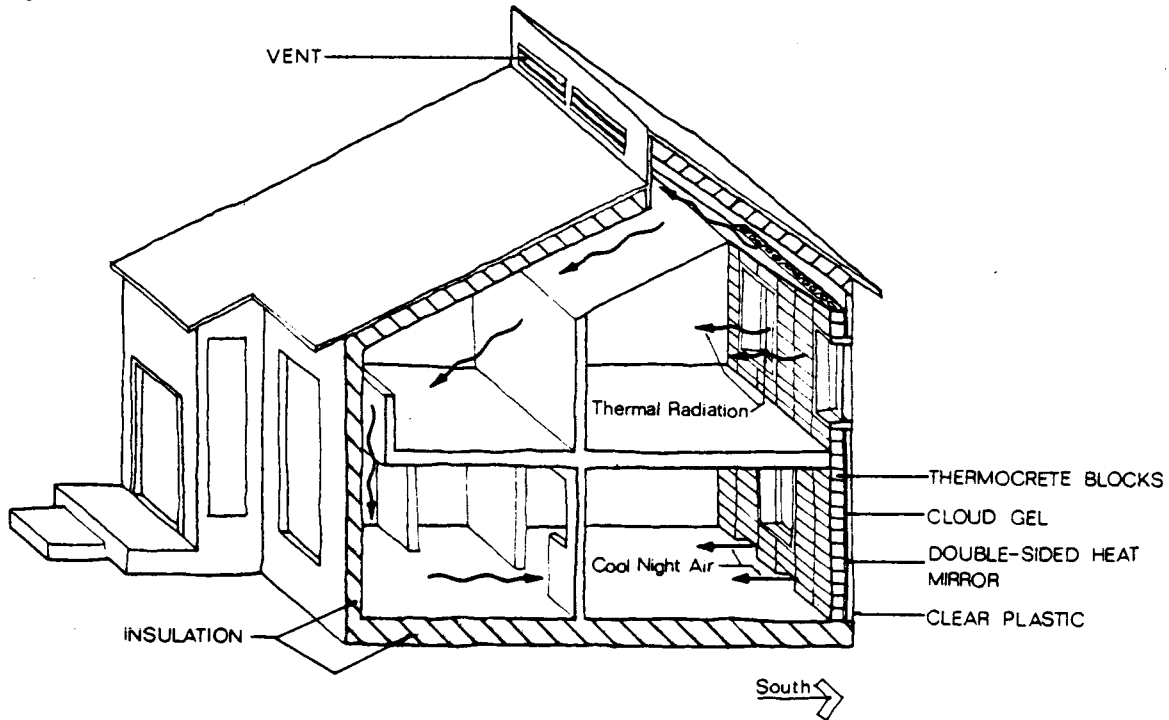 VENT
Thermal Radiation
THERMOCRETE BLOCKS
CLOUD GEL
Cool Night Air
DOUBLE-SIDED HEAT
MIRROR
CLEAR PLASTIC
INSULATION
South